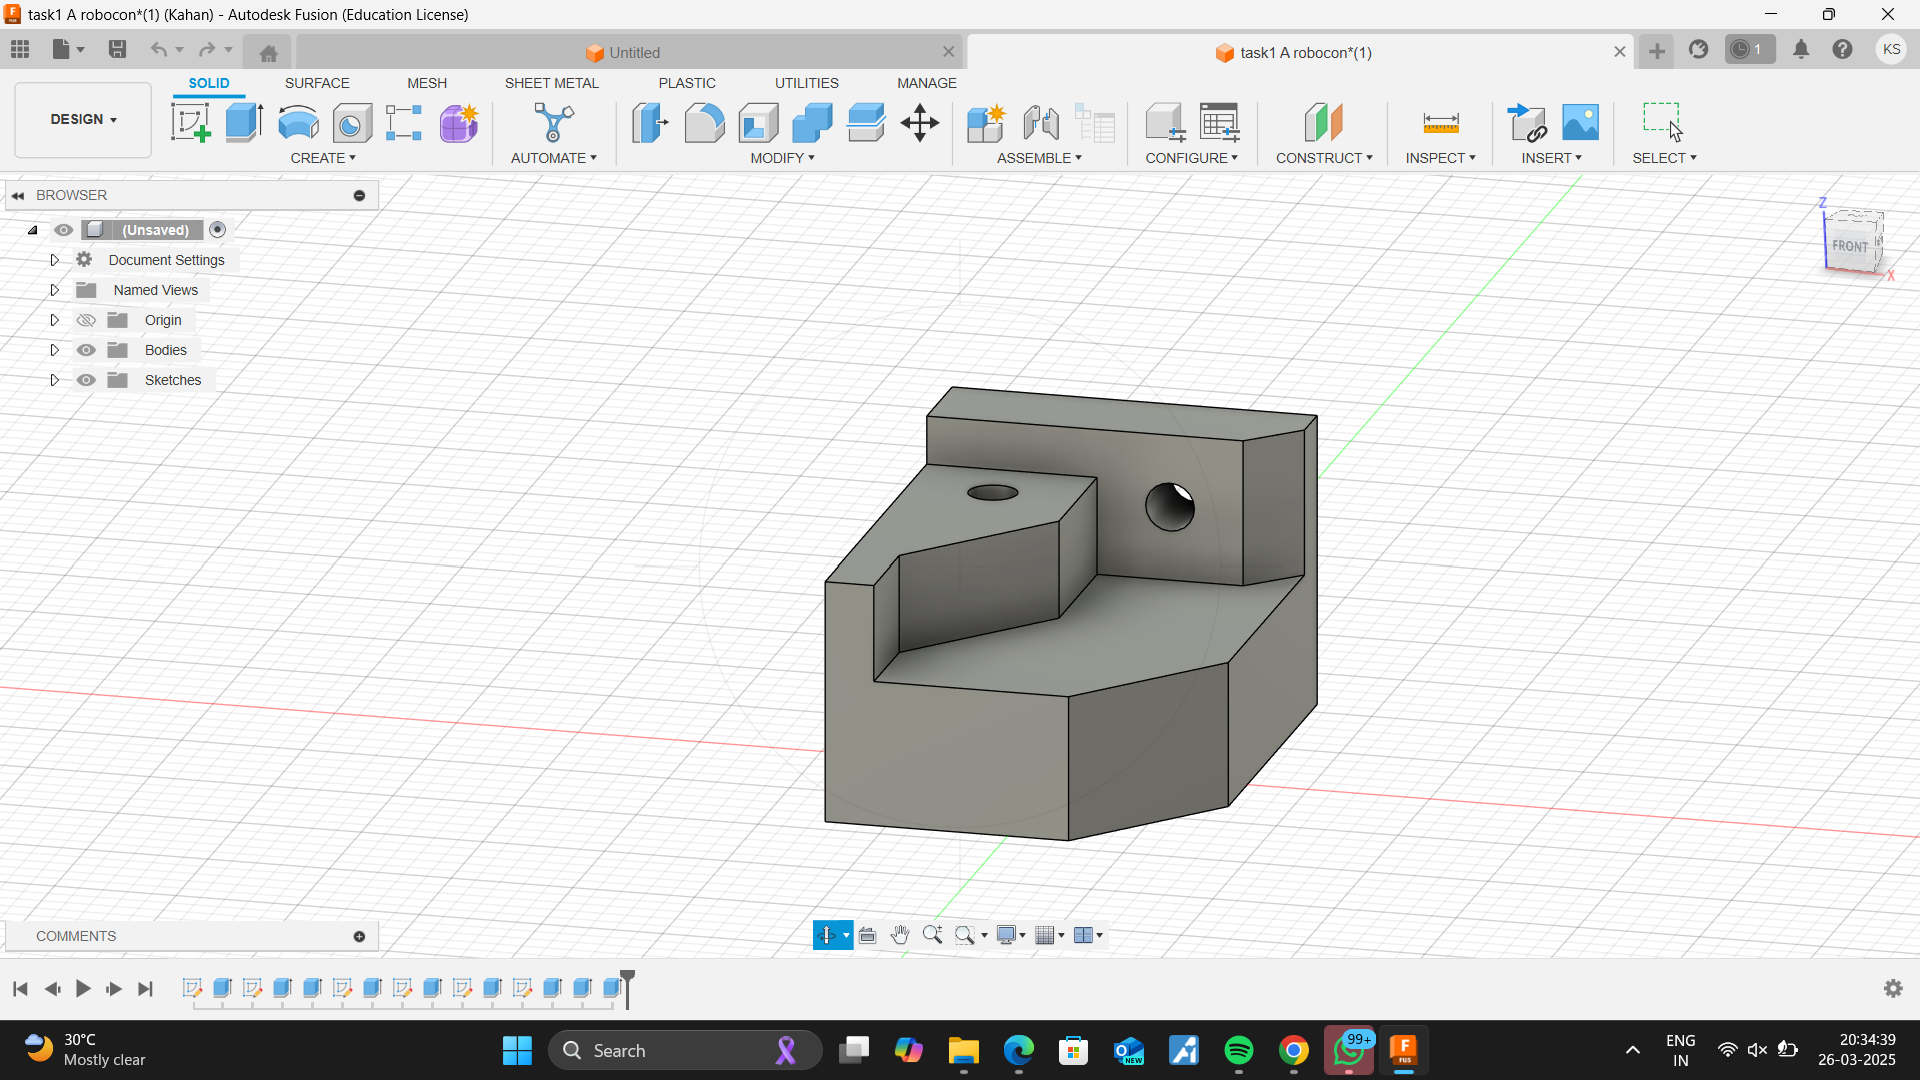 task1 A robocon*(1) (Kahan) - Autodesk Fusion (Education License)
Untitled
task1 A robocon*(1)
1
KS
DESIGN
SOLID
SURFACE
MESH
SHEET METAL
PLASTIC
UTILITIES
MANAGE
CREATE
AUTOMATE
MODIFY
ASSEMBLE
CONFIGURE
CONSTRUCT
INSPECT
INSERT
SELECT
BROWSER
(Unsaved)
Document Settings
Named Views
Origin
Bodies
Sketches
Z
FRONT
X
COMMENTS
30°C
Mostly clear
Search
NEW
99+
F
FUS
ENG
IN
20:34:39
26-03-2025